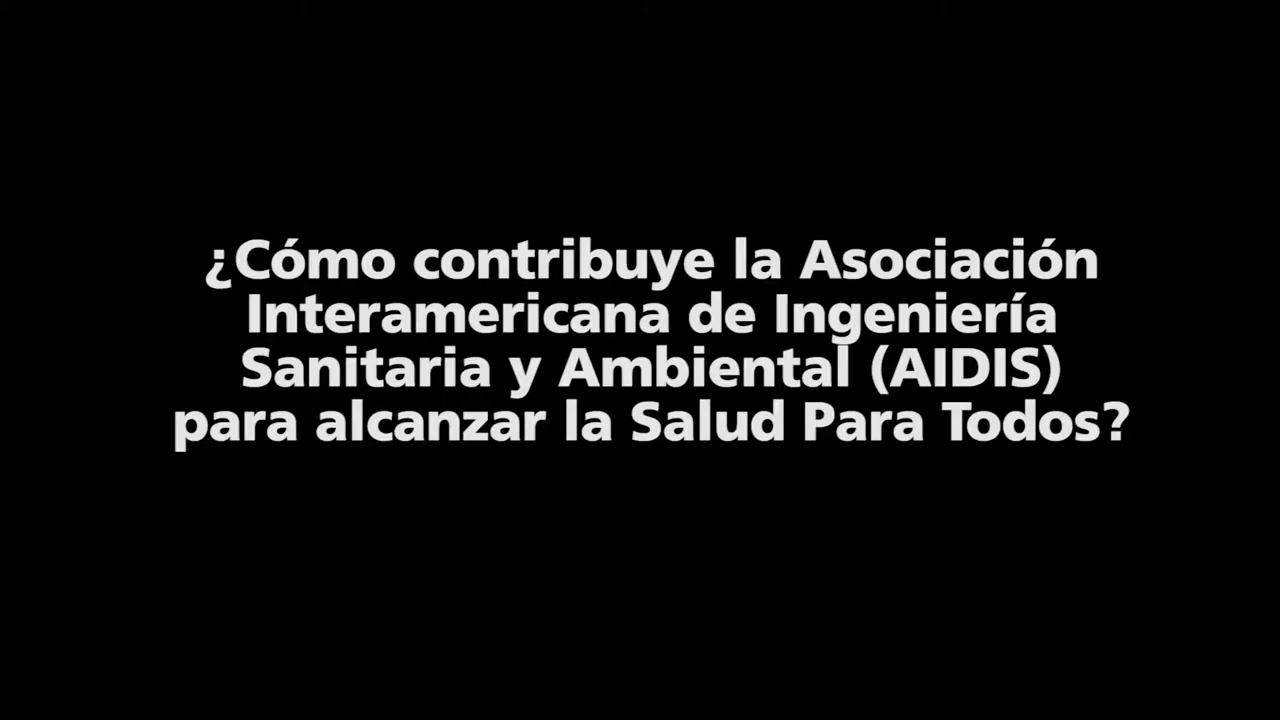 ¿Cómo contribuye la Asociación
Interamericana de Ingeniería
Sanitaria y Ambiental (AIDIS)
para alcanzar la Salud Para Todos?